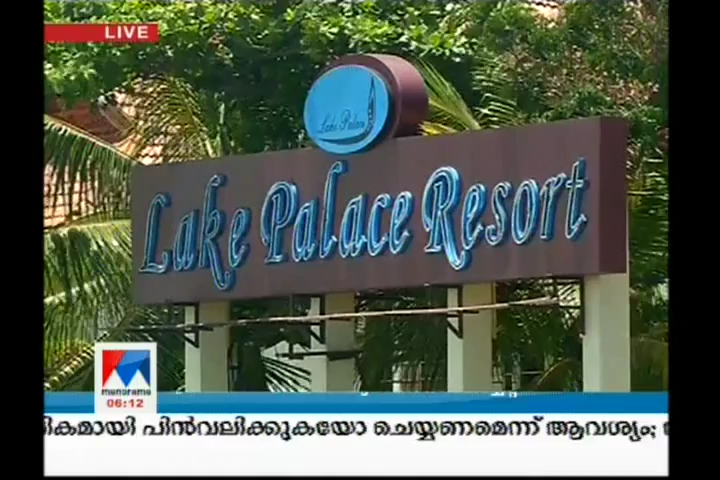 LIVE
Lake Palace
Lake Palace Resort
manorama
06:12
കമായി പിൻവലിക്കുകയോ ചെയ്യണമെന്ന് ആവശ്യം;